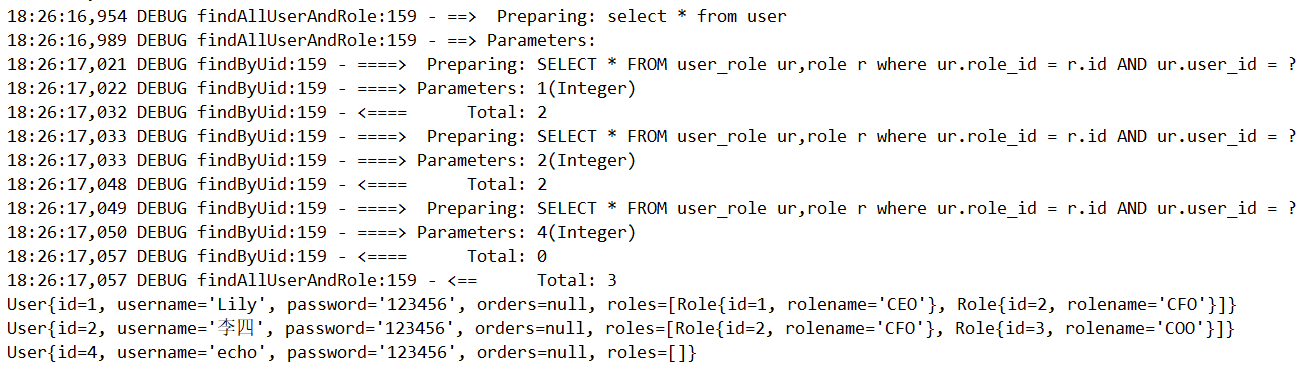 18:26:16,954 DEBUG findAllUserAndRole:159 - ==>  Preparing: select * from user
18:26:16,989 DEBUG findAllUserAndRole:159 - ==> Parameters:
18:26:17,021 DEBUG findByUid:159 - ====>  Preparing: SELECT * FROM user_role ur,role r where ur.role_id = r.id AND ur.user_id = ?
18:26:17,022 DEBUG findByUid:159 - ====> Parameters: 1(Integer)
18:26:17,032 DEBUG findByUid:159 - <====      Total: 2
18:26:17,033 DEBUG findByUid:159 - ====>  Preparing: SELECT * FROM user_role ur,role r where ur.role_id = r.id AND ur.user_id = ?
18:26:17,033 DEBUG findByUid:159 - ====> Parameters: 2(Integer)
18:26:17,048 DEBUG findByUid:159 - <====      Total: 2
18:26:17,049 DEBUG findByUid:159 - ====>  Preparing: SELECT * FROM user_role ur,role r where ur.role_id = r.id AND ur.user_id = ?
18:26:17,050 DEBUG findByUid:159 - ====> Parameters: 4(Integer)
18:26:17,057 DEBUG findByUid:159 - <====      Total: 0
18:26:17,057 DEBUG findAllUserAndRole:159 - <==      Total: 3
User{id=1, username='Lily', password='123456', orders=null, roles=[Role{id=1, rolename='CEO'}, Role{id=2, rolename='CFO'}]}
User{id=2, username='李四', password='123456', orders=null, roles=[Role{id=2, rolename='CFO'}, Role{id=3, rolename='COO'}]}
User{id=4, username='echo', password='123456', orders=null, roles=[]}